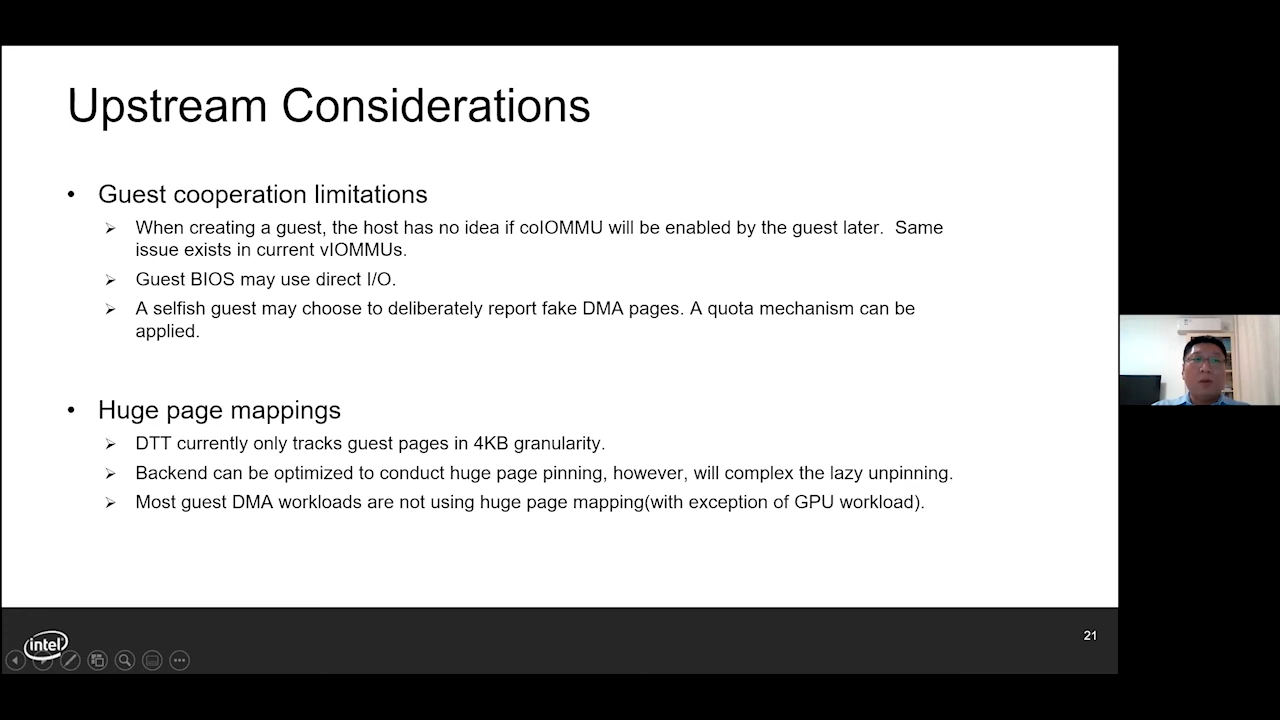 Upstream Considerations
• Guest cooperation limitations
➢ When creating a guest, the host has no idea if coIOMMU will be enabled by the guest later. Same
issue exists in current vIOMMUs.
➢ Guest BIOS may use direct I/O.
➢ A selfish guest may choose to deliberately report fake DMA pages. A quota mechanism can be
applied.
• Huge page mappings
➢ DTT currently only tracks guest pages in 4KB granularity.
➢ Backend can be optimized to conduct huge page pinning, however, will complex the lazy unpinning.
➢ Most guest DMA workloads are not using huge page mapping(with exception of GPU workload).
intel
21